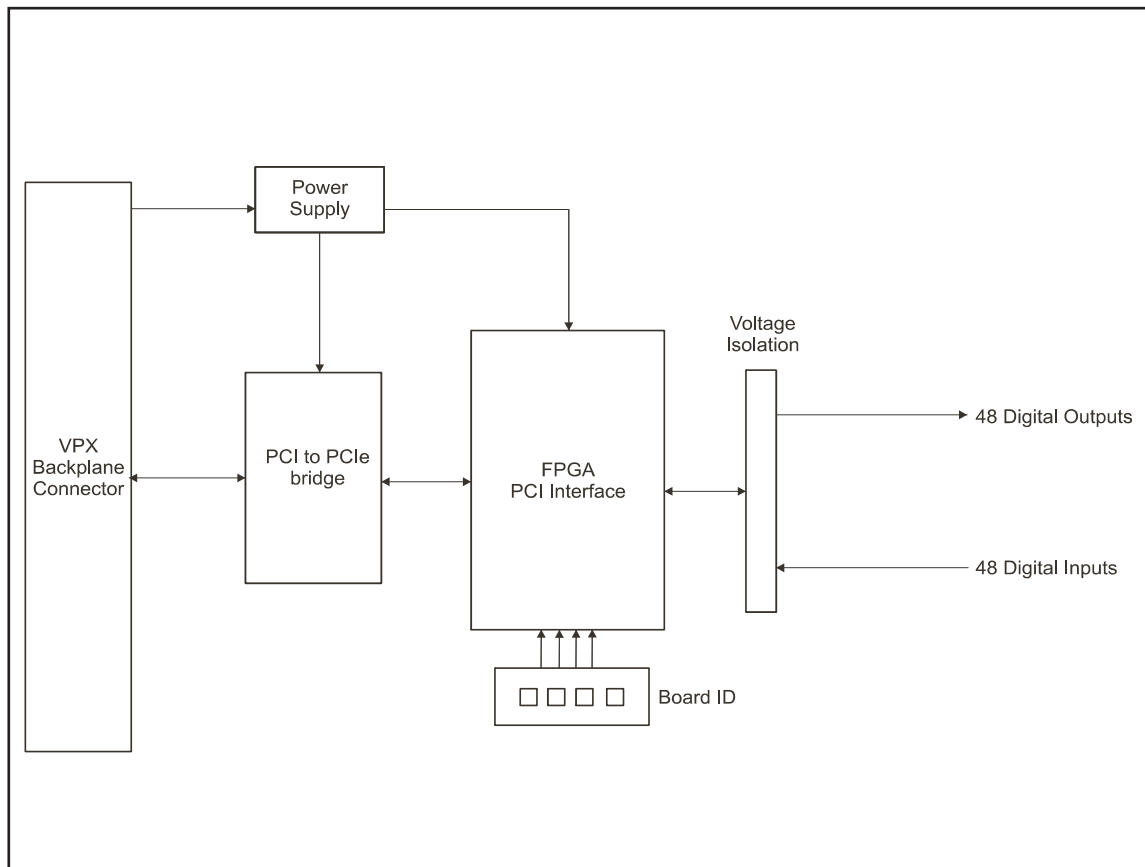 Power
Supply
Voltage
Isolation
48 Digital Outputs
VPX
Backplane
Connector
PCI to PCIe
bridge
FPGA
PCI Interface
48 Digital Inputs
Board ID